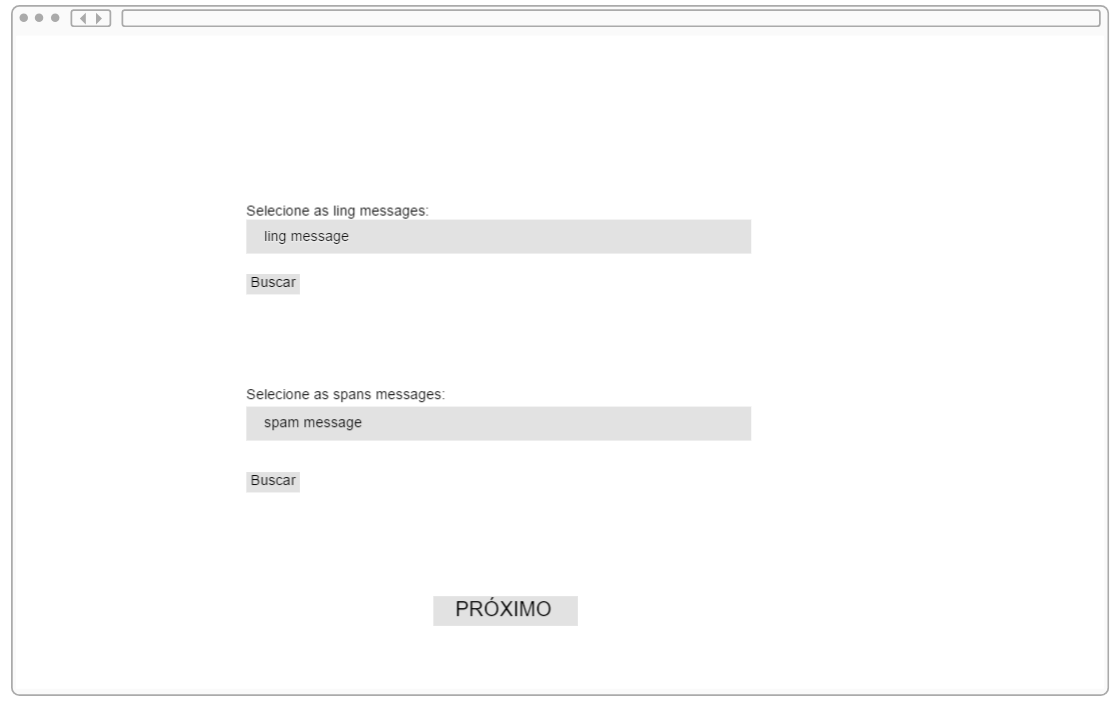 Selecione as ling messages:
ling message
Buscar
Selecione as spans messages:
spam message
Buscar
PRÓXIMO